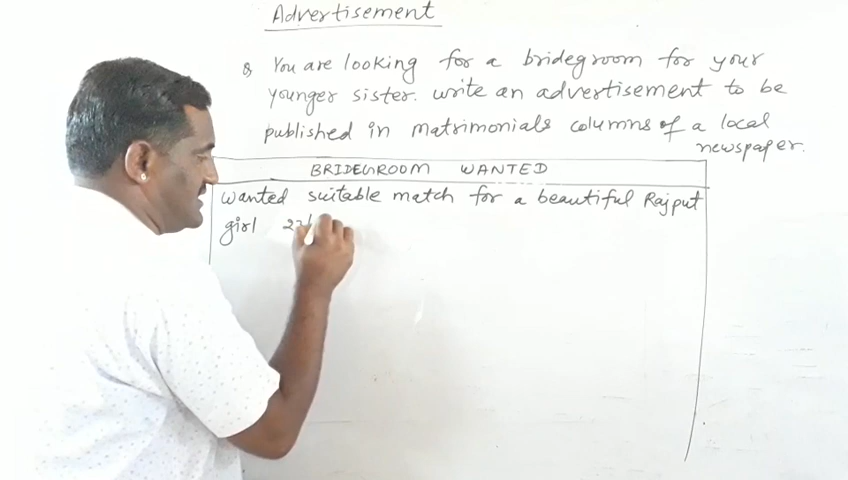 Advertisement
Q You are looking for a bridegroom for your
younger sister. write an advertisement to be
published in matrimonials columns of a local
newspaper.
BRIDEGROOM WANTED
Wanted suitable match for a beautiful Rajput
girl